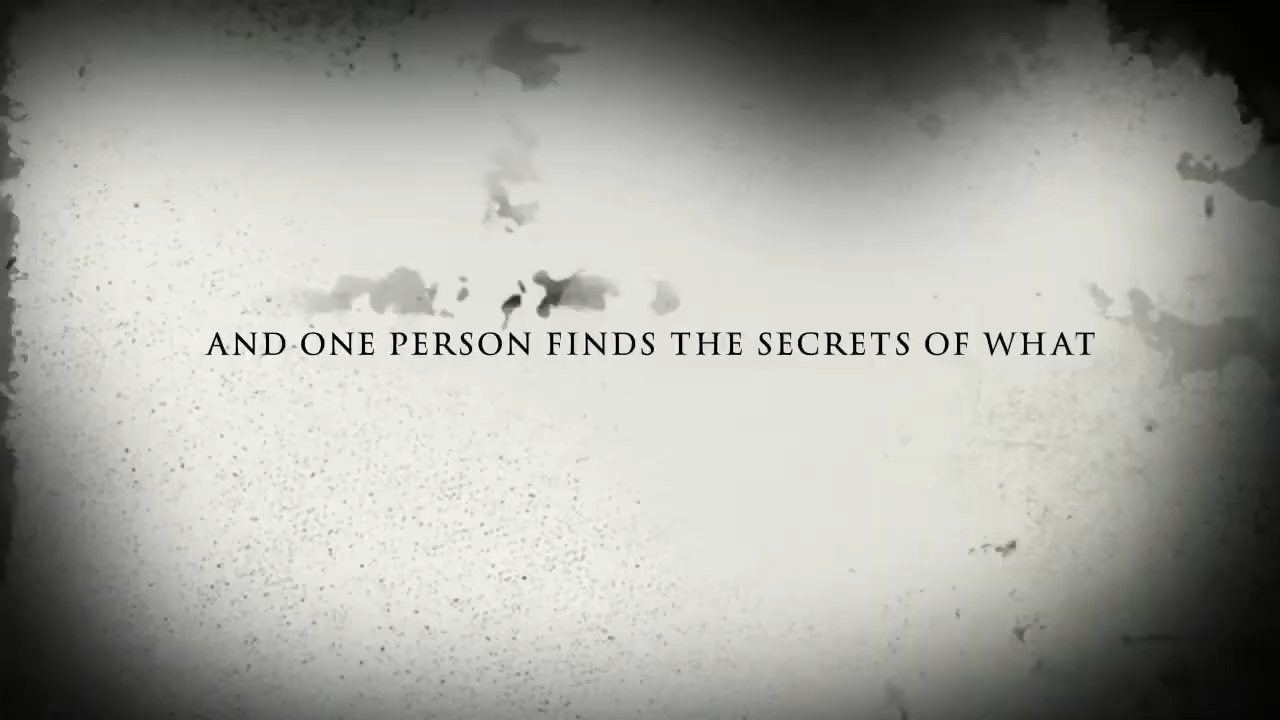 AND ONE PERSON FINDS THE SECRETS OF WHAT